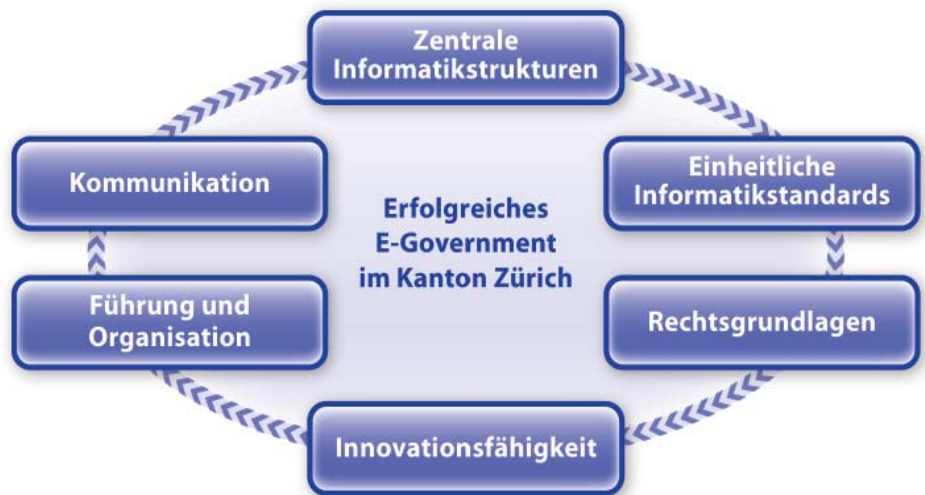 Zentrale
Informatikstrukturen
Kommunikation
Einheitliche
Informatikstandards
Erfolgreiches
E-Government
im Kanton Zürich
Führung und
Organisation
Rechtsgrundlagen
Innovationsfähigkeit